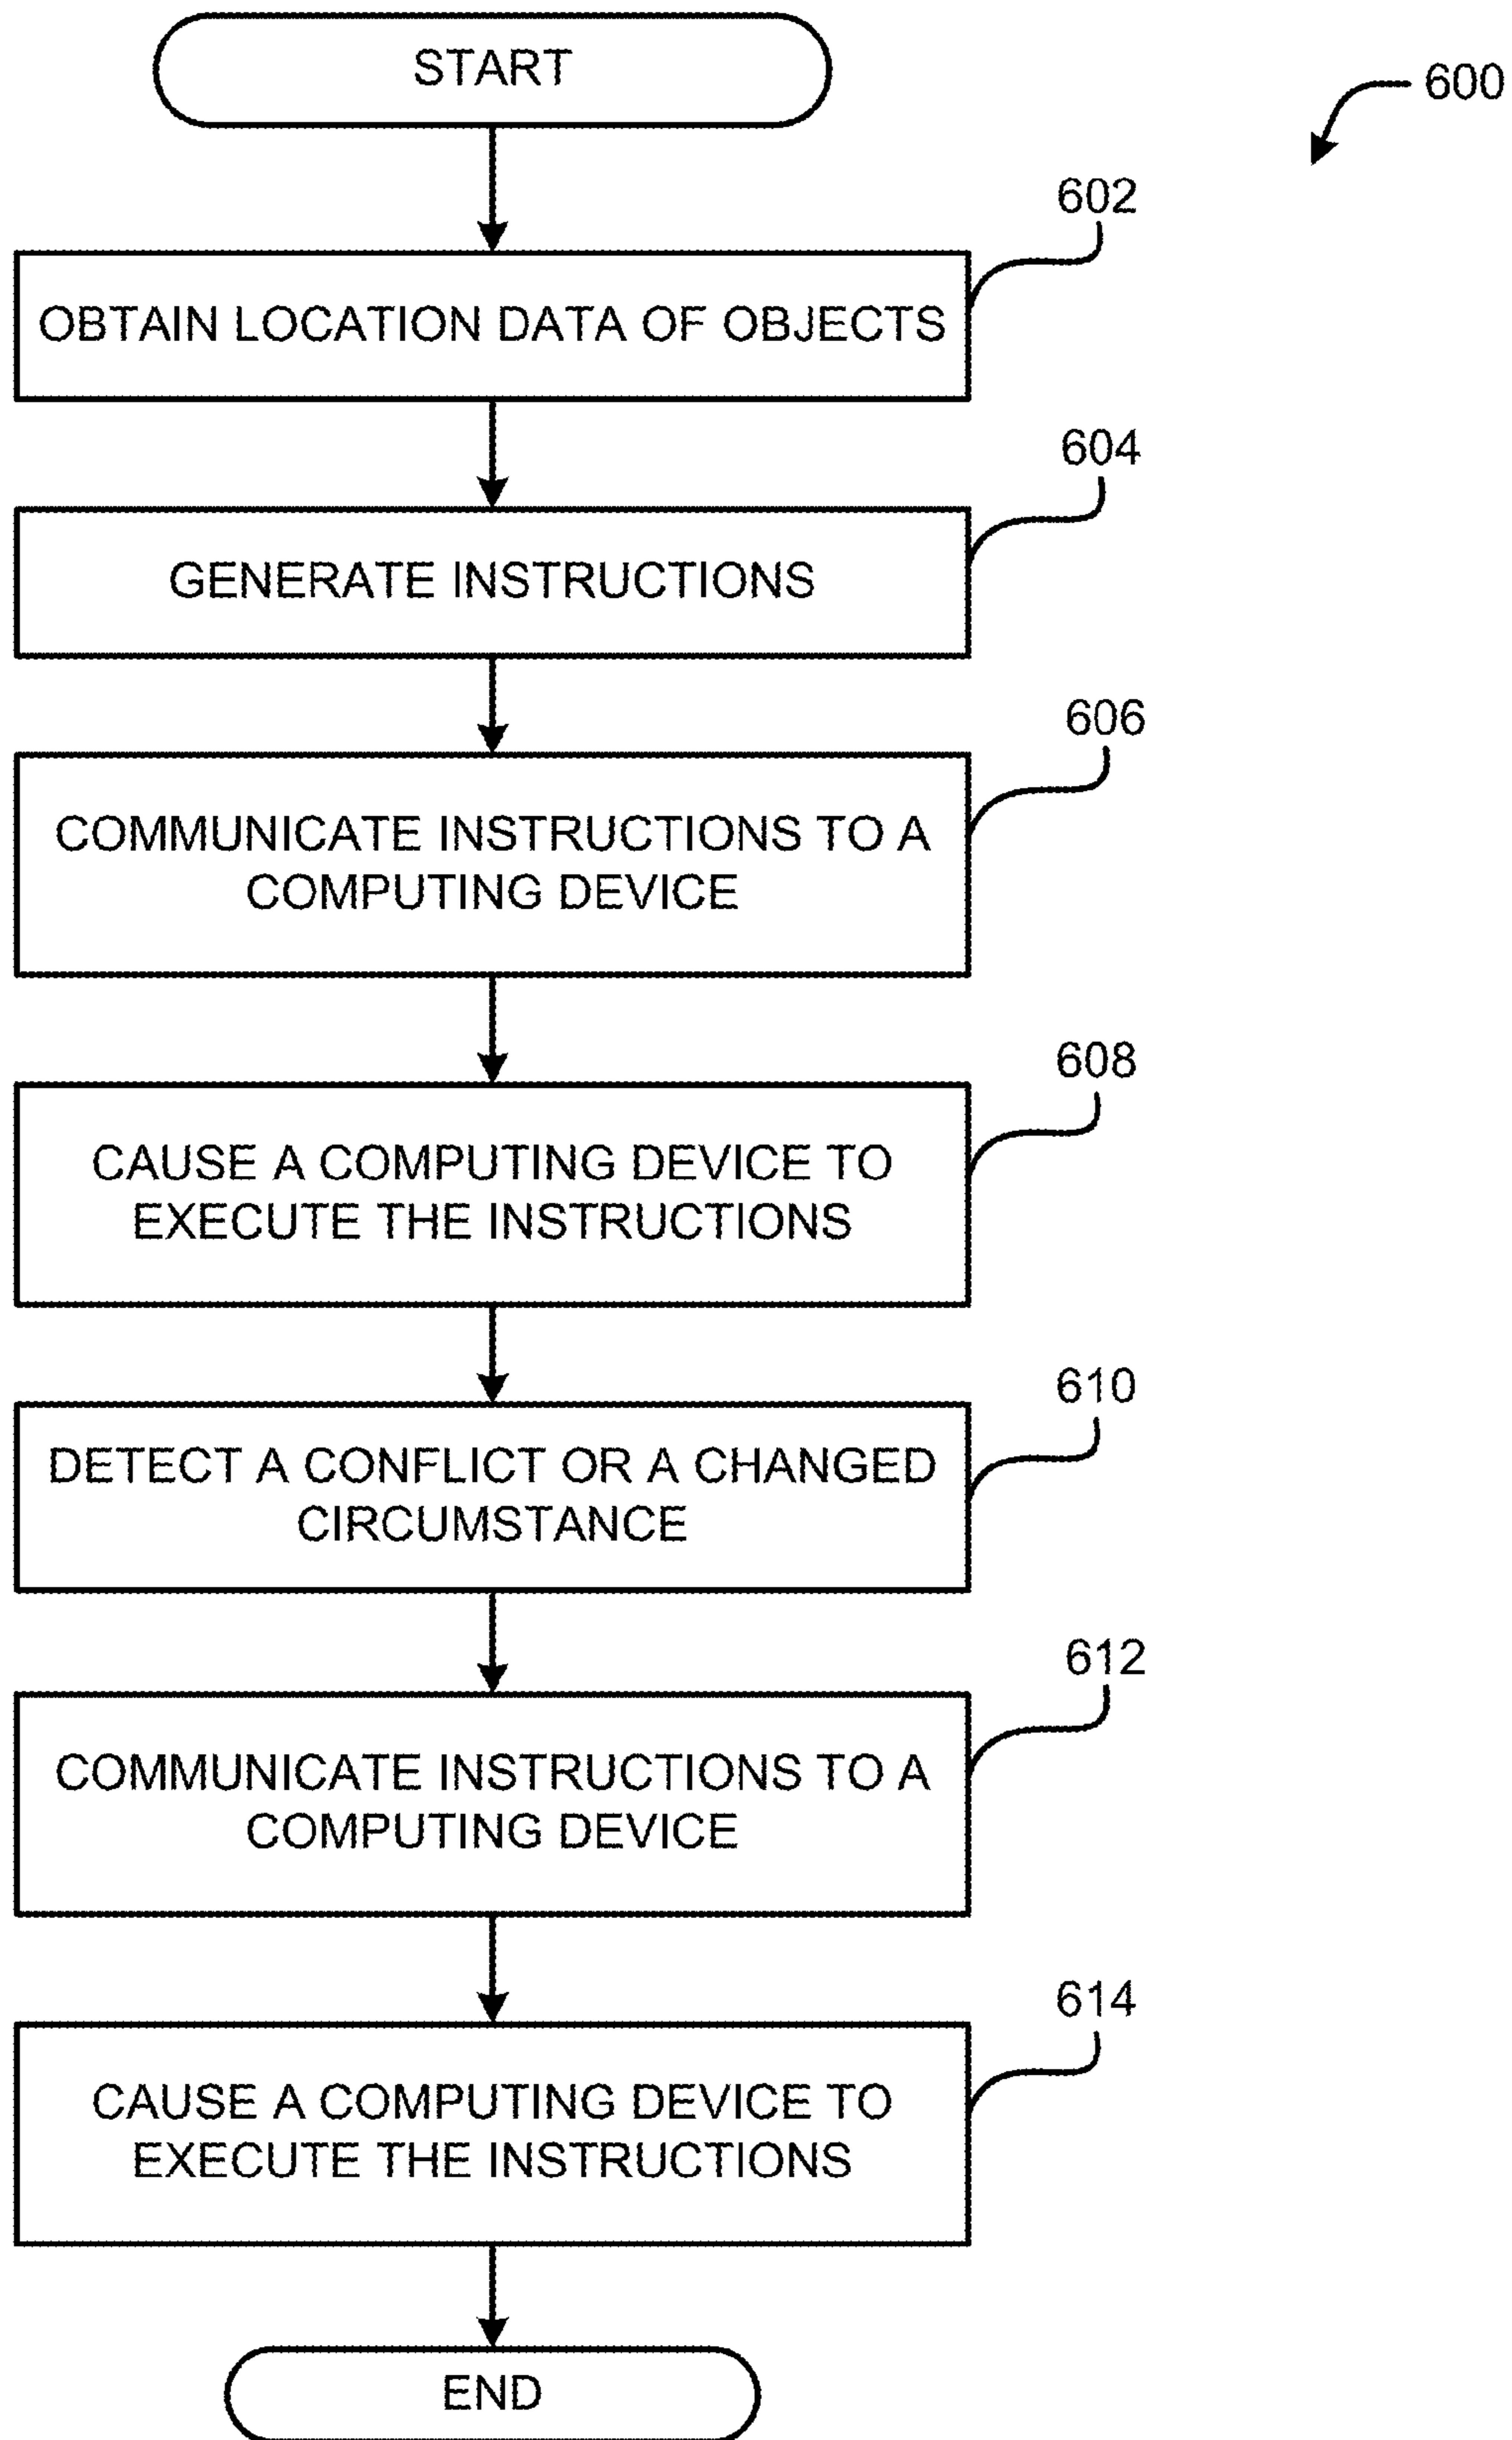 START
600
602
OBTAIN LOCATION DATA OF OBJECTS
604
GENERATE INSTRUCTIONS
606
COMMUNICATE INSTRUCTIONS TO A
COMPUTING DEVICE
608
CAUSE A COMPUTING DEVICE TO
EXECUTE THE INSTRUCTIONS
610
DETECT A CONFLICT OR A CHANGED
CIRCUMSTANCE
612
COMMUNICATE INSTRUCTIONS TO A
COMPUTING DEVICE
614
CAUSE A COMPUTING DEVICE TO
EXECUTE THE INSTRUCTIONS
END